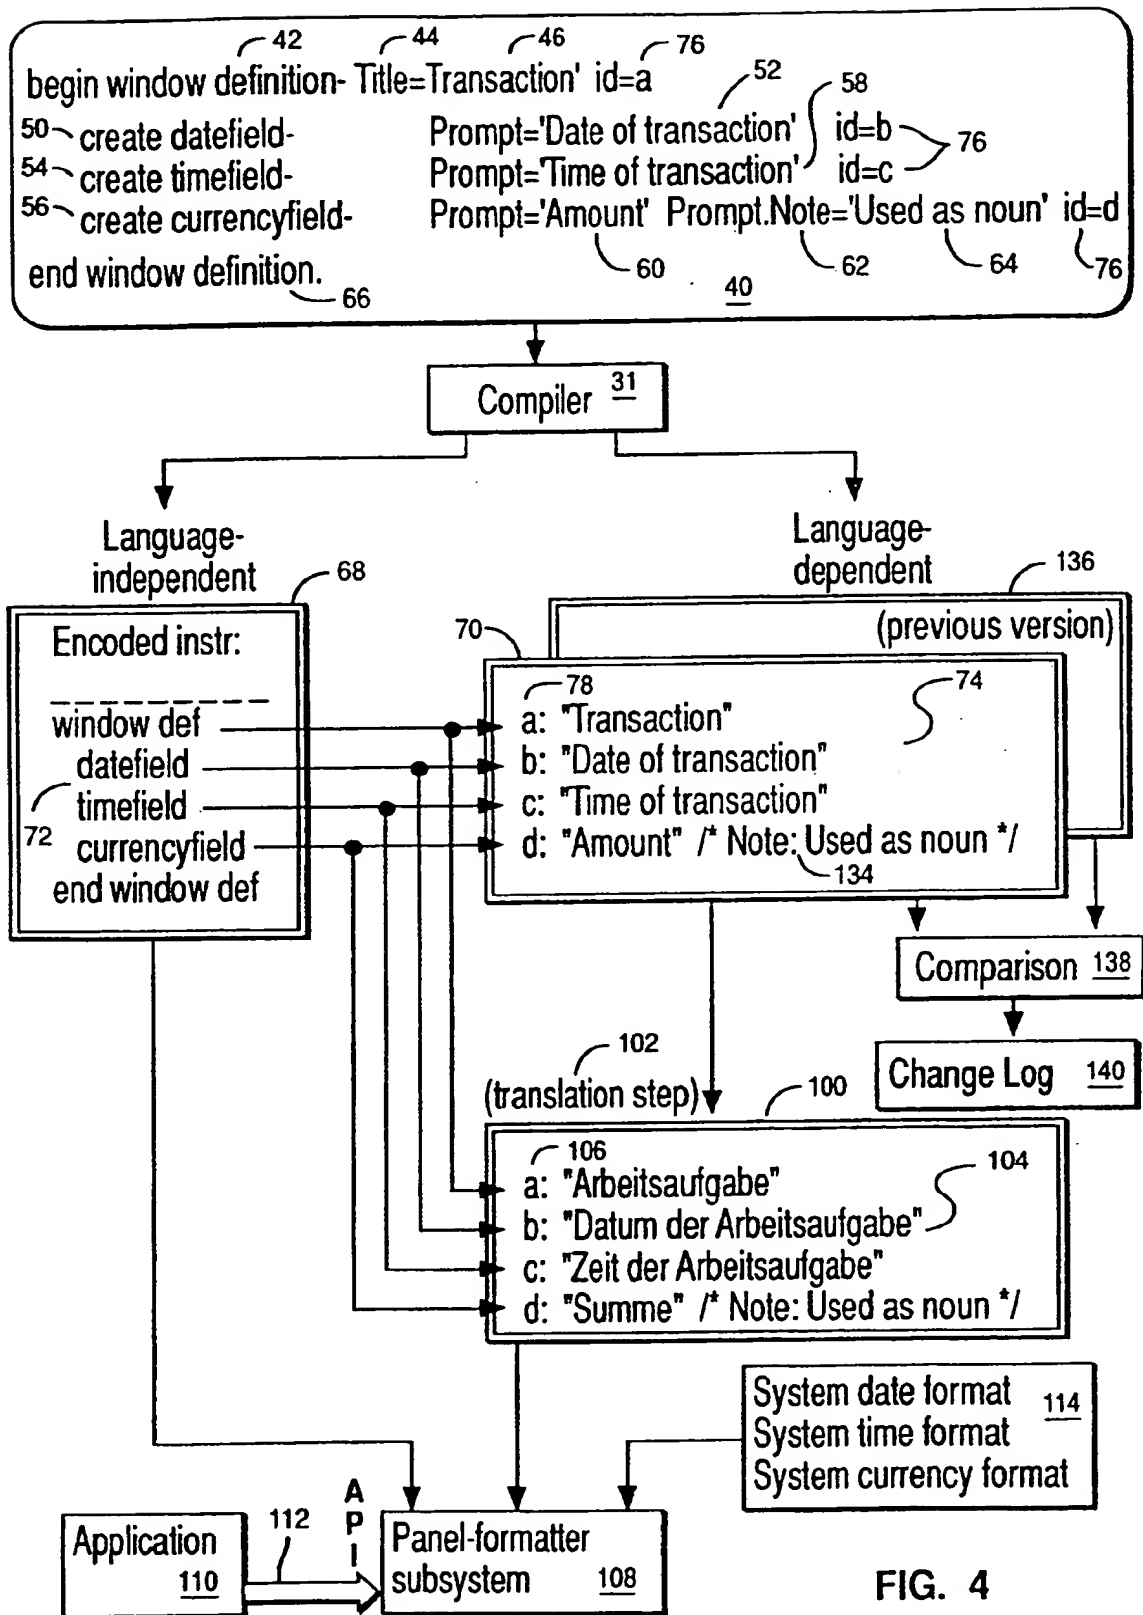 42 44 46 76
begin window definition- Title=Transaction' id=a
52 58
50 create datefield- Prompt='Date of transaction' id=b
54 create timefield- Prompt='Time of transaction' id=c 76
56 create currencyfield- Prompt='Amount' Prompt.Note='Used as noun' id=d
60 62 64 76
end window definition.
66 40
Compiler 31
Language-
independent
68
Language-
dependent
136
(previous version)
Encoded instr:
window def
datefield
timefield
72
currencyfield
end window def
70
78 74
a: "Transaction"
b: "Date of transaction"
c: "Time of transaction"
d: "Amount" /* Note: Used as noun */
134
Comparison 138
Change Log 140
102
(translation step)
100
106 104
a: "Arbeitsaufgabe"
b: "Datum der Arbeitsaufgabe"
c: "Zeit der Arbeitsaufgabe"
d: "Summe" /* Note: Used as noun */
System date format
System time format
System currency format
114
Application
110
112
API
Panel-formatter
subsystem 108
FIG. 4